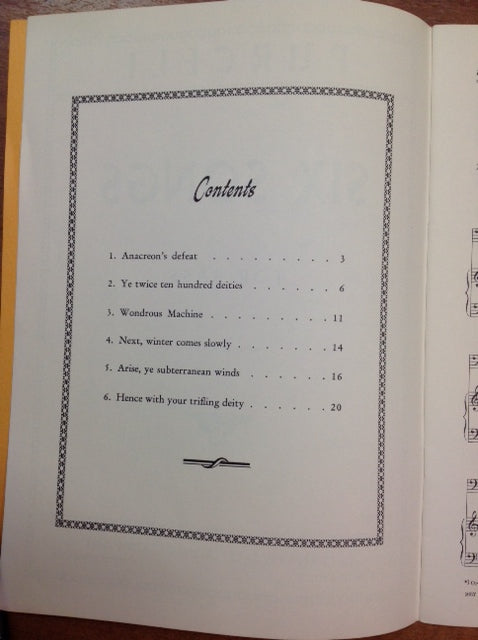 Contents
1. Anacreon's defeat . . . . . . . . . 3
2. Ye twice ten hundred deities . . . . . . 6
3. Wondrous Machine . . . . . . . . . 11
4. Next, winter comes slowly . . . . . . . 14
5. Arise, ye subterranean winds . . . . . . 16
6. Hence with your trifling deity . . . . . . 20